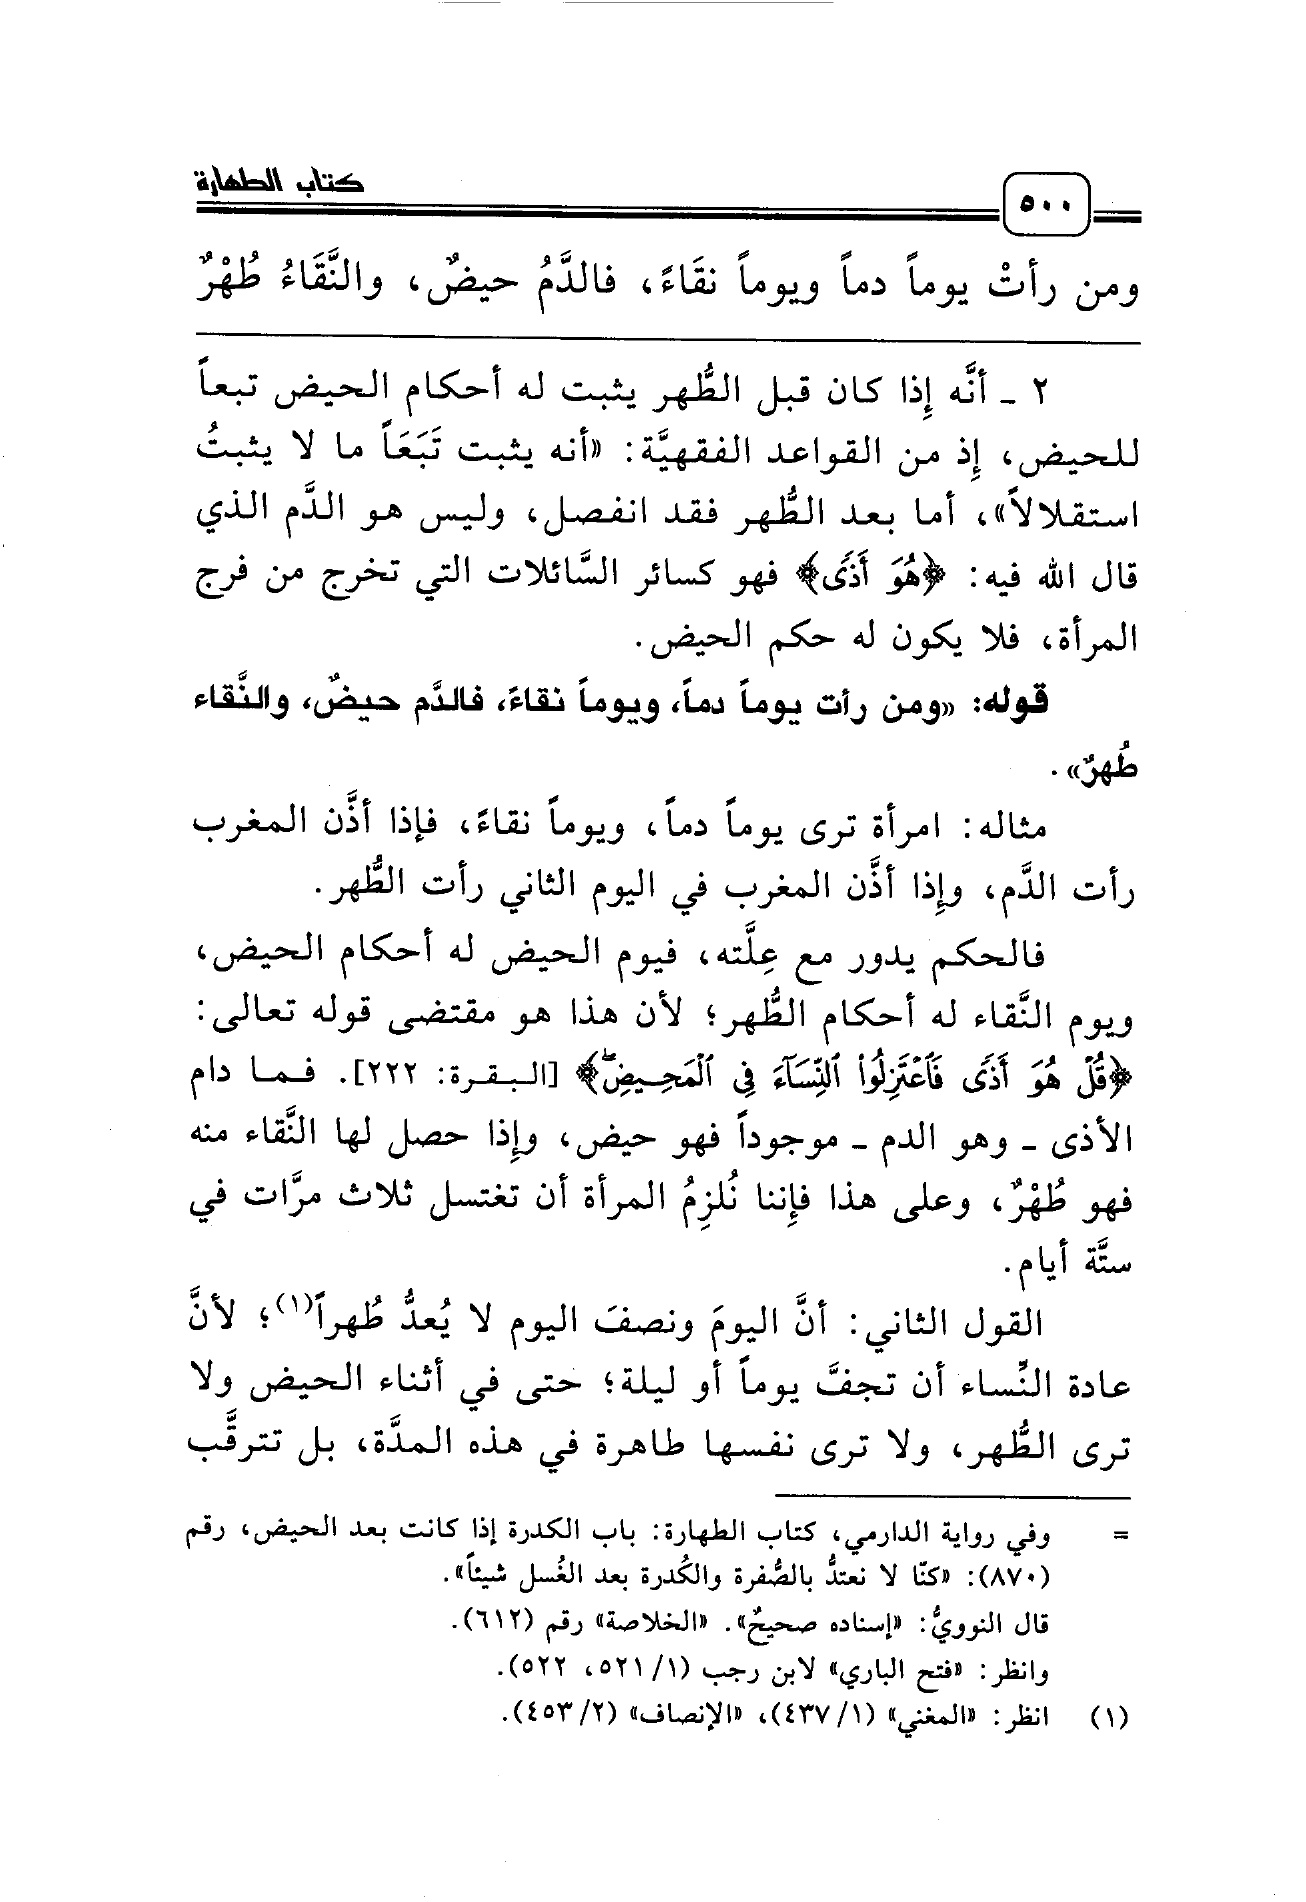 كتاب الطهارة
٥٠٠
ومن رأتْ يوماً دماً ويوماً نقَاءً، فالدَّمُ حيضٌ، والنَّقَاءُ طُهْرٌ
٢ ـ أنَّه إِذا كان قبل الطُّهر يثبت له أحكام الحيض تبعاً
للحيض، إِذ من القواعد الفقهيَّة: «أنه يثبت تَبَعَاً ما لا يثبتُ
استقلالاً»، أما بعد الطُّهر فقد انفصل، وليس هو الدَّم الذي
قال الله فيه: ﴿هُوَ أَذًى﴾ فهو كسائر السَّائلات التي تخرج من فرج
المرأة، فلا يكون له حكم الحيض.
قوله: «ومن رأت يوماً دماً، ويوماً نقاءً، فالدَّم حيضٌ، والنَّقاء
طُهرٌ».
مثاله: امرأة ترى يوماً دماً، ويوماً نقاءً، فإذا أذَّن المغرب
رأت الدَّم، وإِذا أذَّن المغرب في اليوم الثاني رأت الطُّهر.
فالحكم يدور مع عِلَّته، فيوم الحيض له أحكام الحيض،
ويوم النَّقاء له أحكام الطُّهر؛ لأن هذا هو مقتضى قوله تعالى:
﴿قُلْ هُوَ أَذًى فَٱعْتَزِلُوا۟ ٱلنِّسَآءَ فِى ٱلْمَحِيضِ ۖ﴾ [البقرة: ٢٢٢]. فما دام
الأذى ـ وهو الدم ـ موجوداً فهو حيض، وإِذا حصل لها النَّقاء منه
فهو طُهْرٌ، وعلى هذا فإِننا نُلزِمُ المرأة أن تغتسل ثلاث مرَّات في
ستَّة أيام.
القول الثاني: أنَّ اليومَ ونصفَ اليوم لا يُعدُّ طُهراً(١)؛ لأنَّ
عادة النِّساء أن تجفَّ يوماً أو ليلة؛ حتى في أثناء الحيض ولا
ترى الطُّهر، ولا ترى نفسها طاهرة في هذه المدَّة، بل تترقَّب
= وفي رواية الدارمي، كتاب الطهارة: باب الكدرة إذا كانت بعد الحيض، رقم
(٨٧٠): «كنّا لا نعتدُّ بالصُّفرة والكُدرة بعد الغُسل شيئاً».
قال النوويُّ: «إسناده صحيحٌ». «الخلاصة» رقم (٦١٢).
وانظر: «فتح الباري» لابن رجب (١/ ٥٢١، ٥٢٢).
(١) انظر: «المغني» (١/ ٤٣٧)، «الإنصاف» (٢/ ٤٥٣).